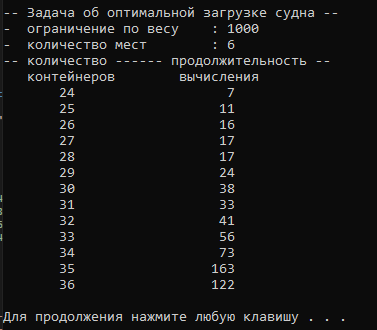 -- Задача об оптимальной загрузке судна --
-  ограничение по весу    : 1000
-  количество мест        : 6
-- количество ------ продолжительность --
   контейнеров        вычисления
24 7
25 11
26 16
27 17
28 17
29 24
30 38
31 33
32 41
33 56
34 73
35 163
36 122
Для продолжения нажмите любую клавишу . . .